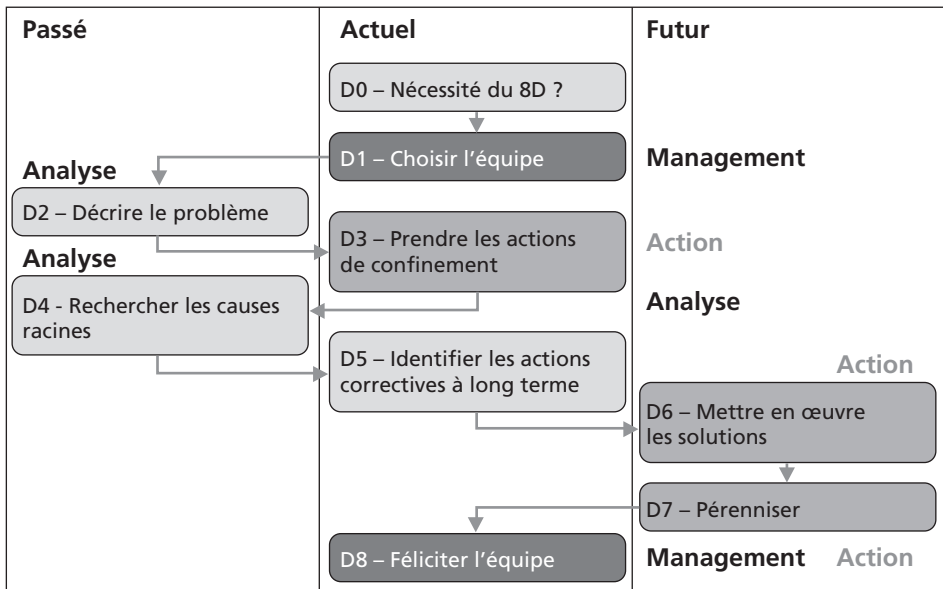 Passé
Actuel
Futur
D0 – Nécessité du 8D ?
D1 – Choisir l'équipe
Management
Analyse
D2 – Décrire le problème
D3 – Prendre les actions
de confinement
Action
Analyse
D4 - Rechercher les causes
racines
Analyse
D5 – Identifier les actions
correctives à long terme
Action
D6 – Mettre en œuvre
les solutions
D7 – Pérenniser
D8 – Féliciter l'équipe
Management
Action